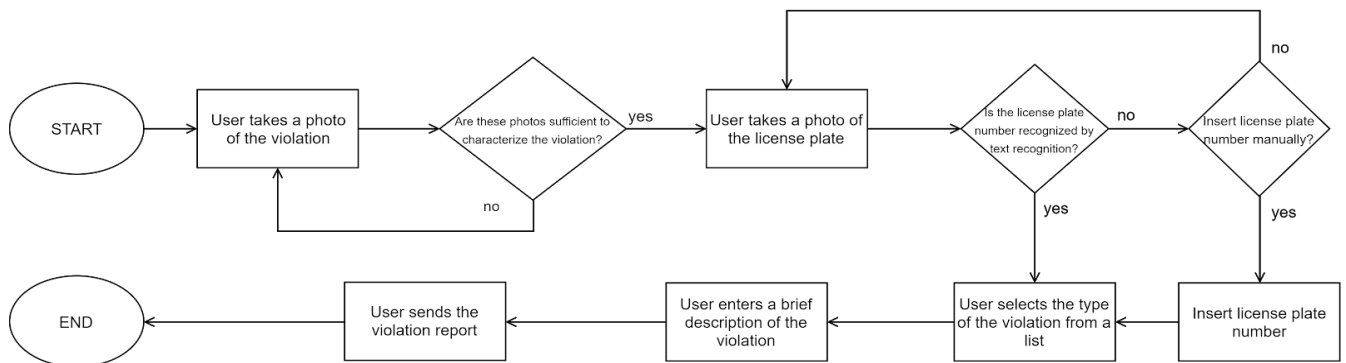 no
START
User takes a photo
of the violation
Are these photos sufficient to
characterize the violation?
yes
User takes a photo of
the license plate
Is the license plate
number recognized by
text recognition?
no
Insert license plate
number manually?
no
yes
yes
END
User sends the
violation report
User enters a brief
description of the
violation
User selects the type
of the violation from a
list
Insert license plate
number